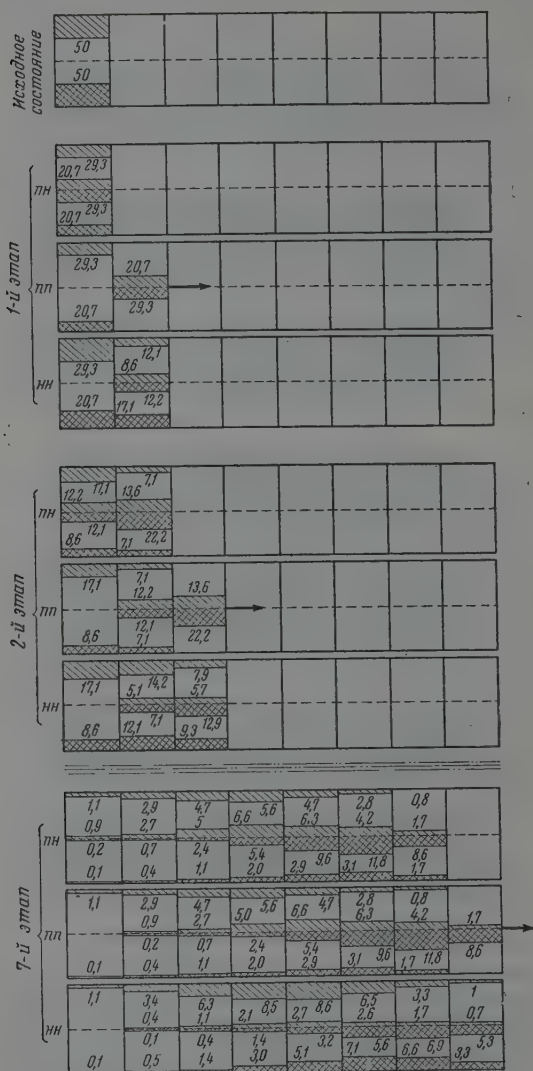 Исходное состояние
50
50
1-й этап
пн
20,7 29,3
20,7 29,3
пп
29,3 20,7
20,7 29,3
нн
29,3 8,6 12,1
20,7 17,1 12,2
2-й этап
пн
12,2 17,1 13,6 7,1
8,6 12,1 7,1 22,2
пп
17,1 7,1
12,2 13,6
12,1 22,2
8,6 7,1
нн
17,1 5,1 14,2 7,9
5,7
8,6 12,1 7,1 9,3 12,9
7-й этап
пн
1,1 2,9 4,7 6,6 5,6 4,7 2,8 0,8
0,9 2,7 5 6,3 4,2 1,7
0,2 0,7 2,4 5,4 2,9 9,6 3,1 11,8 8,6
0,1 0,4 1,1 2,0 1,7
пп
1,1 2,9 4,7 5,0 5,6 6,6 4,7 2,8 0,8
0,9 2,7 6,3 4,2 1,7
0,2 0,7 2,4 5,4 8,6
0,1 0,4 1,1 2,0 2,9 3,1 9,6 1,7 11,8
нн
1,1 3,4 6,3 2,1 8,5 2,7 8,6 6,5 3,3 1
0,4 1,1 2,6 1,7 0,7
0,1 0,4 1,4
0,1 0,5 1,4 3,0 5,1 3,2 7,1 5,6 6,6 6,9 3,3 5,3